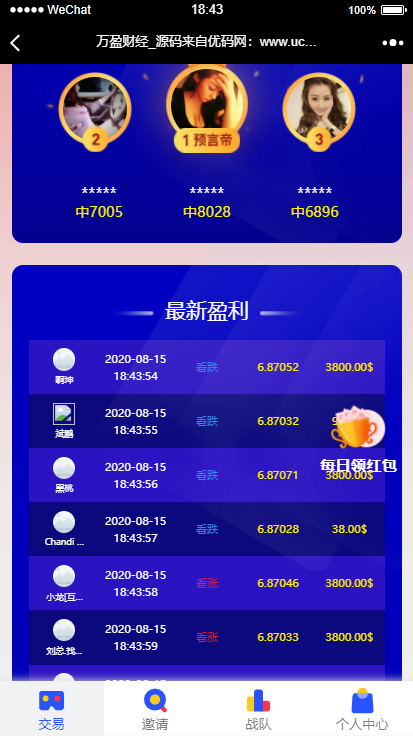 WeChat
18:43
100%
万盈财经_源码来自优码网：www.uc...
2
1 预言帝
3
***** ***** *****
中7005 中8028 中6896
最新盈利
啊坤 2020-08-15 18:43:54 看跌 6.87052 3800.00$
斌鹏 2020-08-15 18:43:55 看跌 6.87032
每日领红包
黑眺 2020-08-15 18:43:56 看跌 6.87071 3800.00$
Chandi ... 2020-08-15 18:43:57 看跌 6.87028 38.00$
小龙[互... 2020-08-15 18:43:58 看涨 6.87046 3800.00$
刘总.找... 2020-08-15 18:43:59 看涨 6.87033 3800.00$
交易 邀请 战队 个人中心